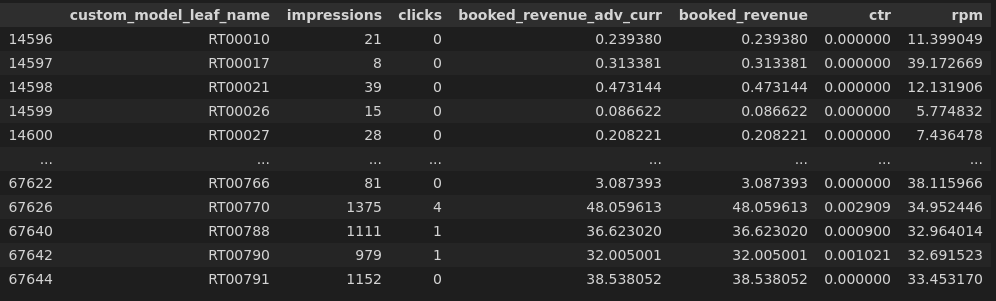 custom_model_leaf_name impressions clicks booked_revenue_adv_curr booked_revenue ctr rpm
14596 RT00010 21 0 0.239380 0.239380 0.000000 11.399049
14597 RT00017 8 0 0.313381 0.313381 0.000000 39.172669
14598 RT00021 39 0 0.473144 0.473144 0.000000 12.131906
14599 RT00026 15 0 0.086622 0.086622 0.000000 5.774832
14600 RT00027 28 0 0.208221 0.208221 0.000000 7.436478
... ... ... ... ... ... ... ...
67622 RT00766 81 0 3.087393 3.087393 0.000000 38.115966
67626 RT00770 1375 4 48.059613 48.059613 0.002909 34.952446
67640 RT00788 1111 1 36.623020 36.623020 0.000900 32.964014
67642 RT00790 979 1 32.005001 32.005001 0.001021 32.691523
67644 RT00791 1152 0 38.538052 38.538052 0.000000 33.453170